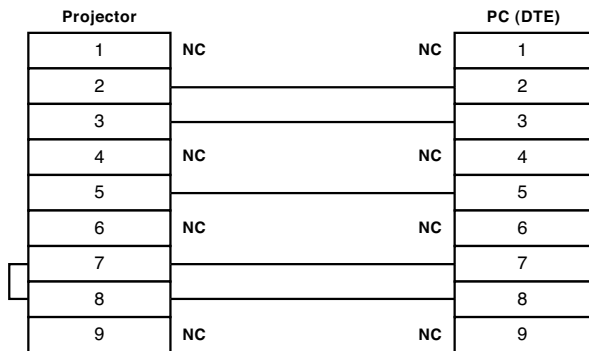 Projector PC (DTE)
1 NC NC 1
2 2
3 3
4 NC NC 4
5 5
6 NC NC 6
7 7
8 8
9 NC NC 9